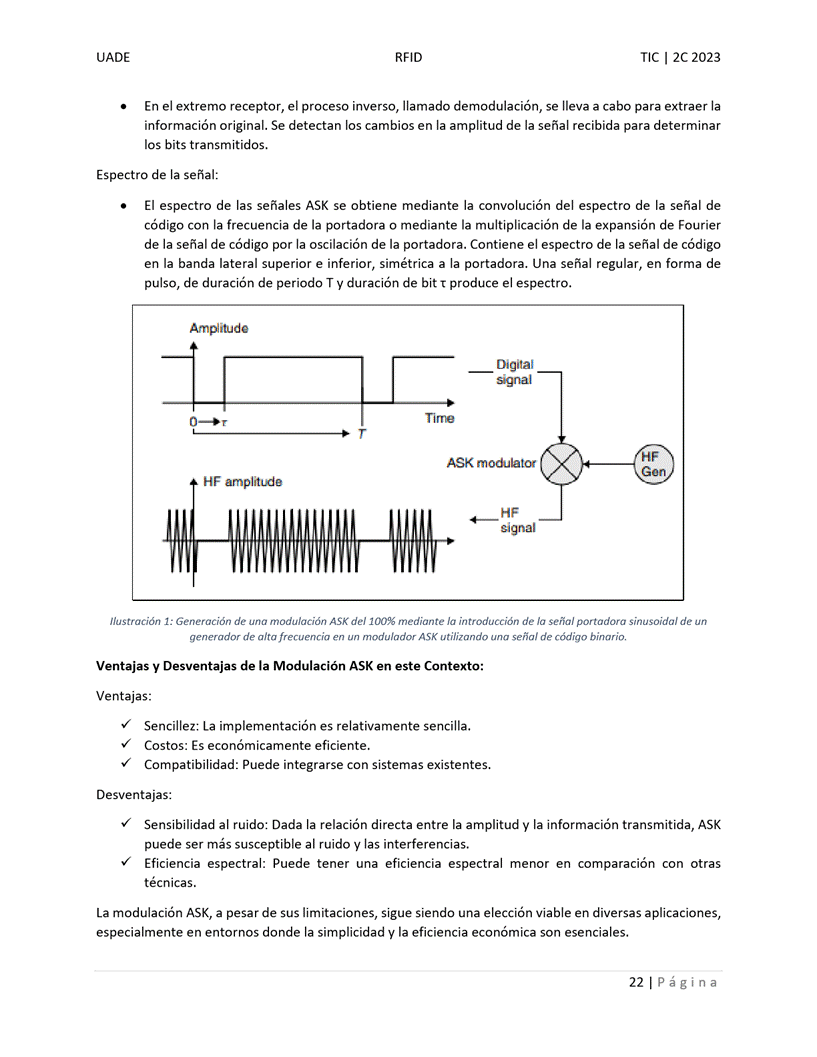 UADE RFID TIC | 2C 2023
• En el extremo receptor, el proceso inverso, llamado demodulación, se lleva a cabo para extraer la
información original. Se detectan los cambios en la amplitud de la señal recibida para determinar
los bits transmitidos.
Espectro de la señal:
• El espectro de las señales ASK se obtiene mediante la convolución del espectro de la señal de
código con la frecuencia de la portadora o mediante la multiplicación de la expansión de Fourier
de la señal de código por la oscilación de la portadora. Contiene el espectro de la señal de código
en la banda lateral superior e inferior, simétrica a la portadora. Una señal regular, en forma de
pulso, de duración de periodo T y duración de bit τ produce el espectro.
Amplitude
Digital
signal
0 τ
Time
T
ASK modulator
HF
Gen
HF amplitude
HF
signal
Ilustración 1: Generación de una modulación ASK del 100% mediante la introducción de la señal portadora sinusoidal de un
generador de alta frecuencia en un modulador ASK utilizando una señal de código binario.
Ventajas y Desventajas de la Modulación ASK en este Contexto:
Ventajas:
✓ Sencillez: La implementación es relativamente sencilla.
✓ Costos: Es económicamente eficiente.
✓ Compatibilidad: Puede integrarse con sistemas existentes.
Desventajas:
✓ Sensibilidad al ruido: Dada la relación directa entre la amplitud y la información transmitida, ASK
puede ser más susceptible al ruido y las interferencias.
✓ Eficiencia espectral: Puede tener una eficiencia espectral menor en comparación con otras
técnicas.
La modulación ASK, a pesar de sus limitaciones, sigue siendo una elección viable en diversas aplicaciones,
especialmente en entornos donde la simplicidad y la eficiencia económica son esenciales.
22 | Página